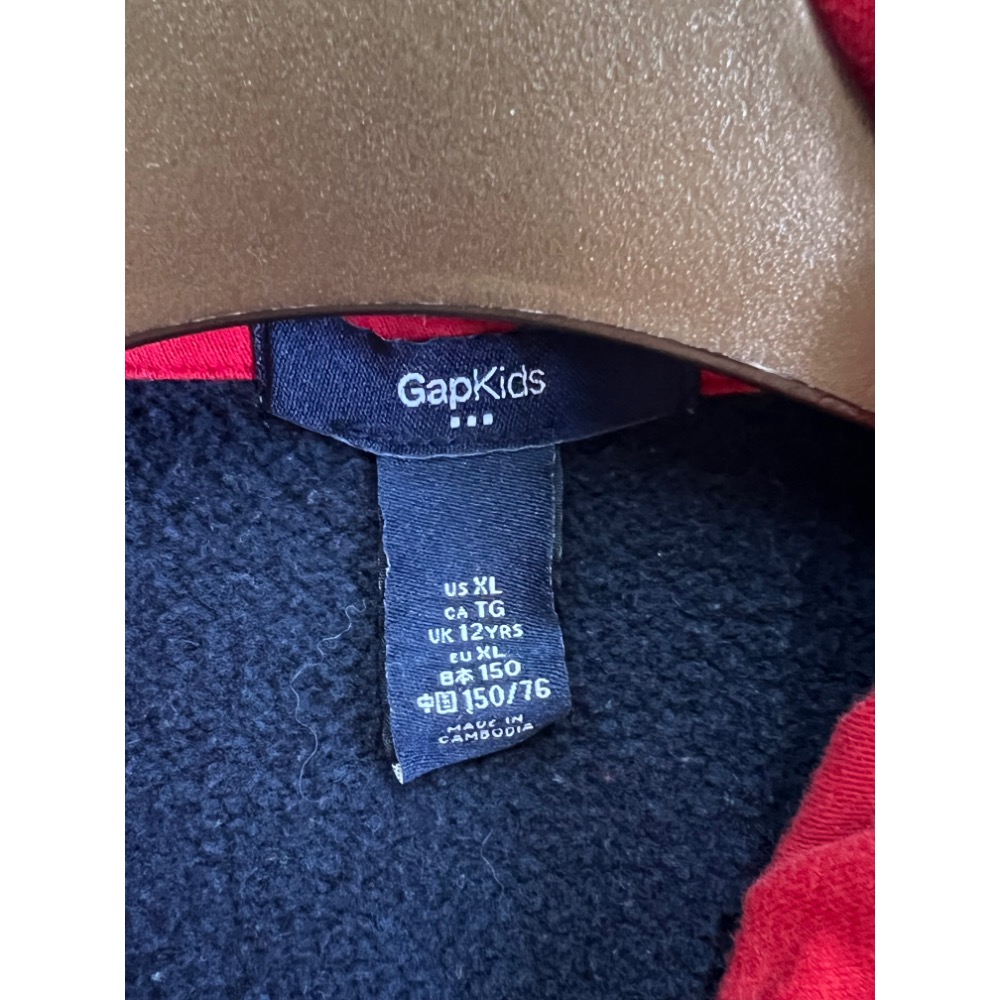 GapKids
US XL
CA TG
UK 12YRS
EU XL
日本 150
中国 150/76
MADE IN
CAMBODIA